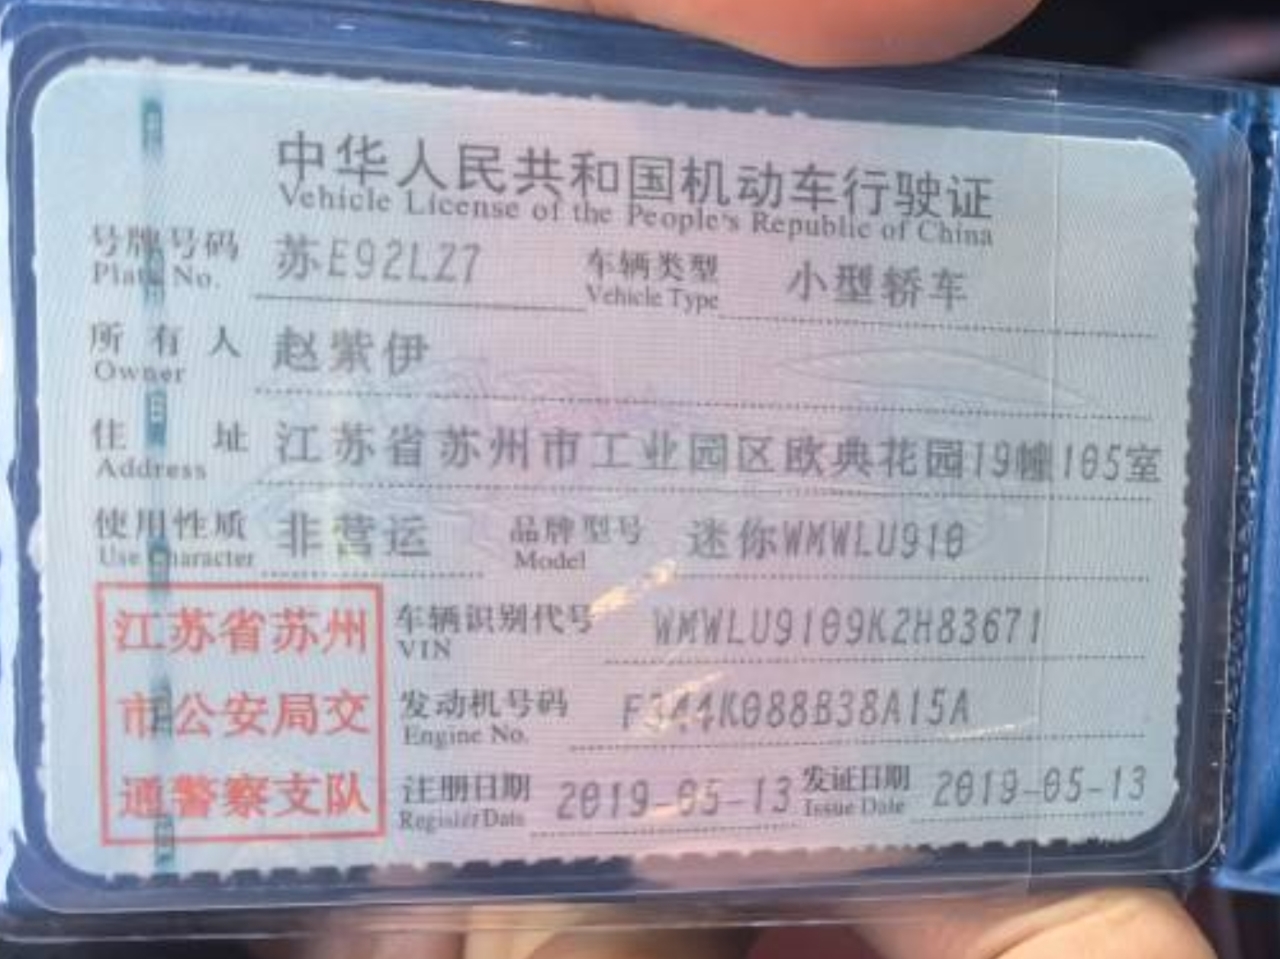 中华人民共和国机动车行驶证
Vehicle License of the People's Republic of China
号牌号码 苏E92LZ7 车辆类型 小型轿车
Plate No. Vehicle Type
所有人 赵紫伊
Owner
住址 江苏省苏州市工业园区欧典花园19幢105室
Address
使用性质 非营运 品牌型号 迷你WMWLU910
Use Character Model
江苏省苏州
市公安局交
通警察支队
车辆识别代号 WMWLU9109K2H83671
VIN
发动机号码 F344K088B38A15A
Engine No.
注册日期 2019-05-13 发证日期 2019-05-13
Register Date Issue Date